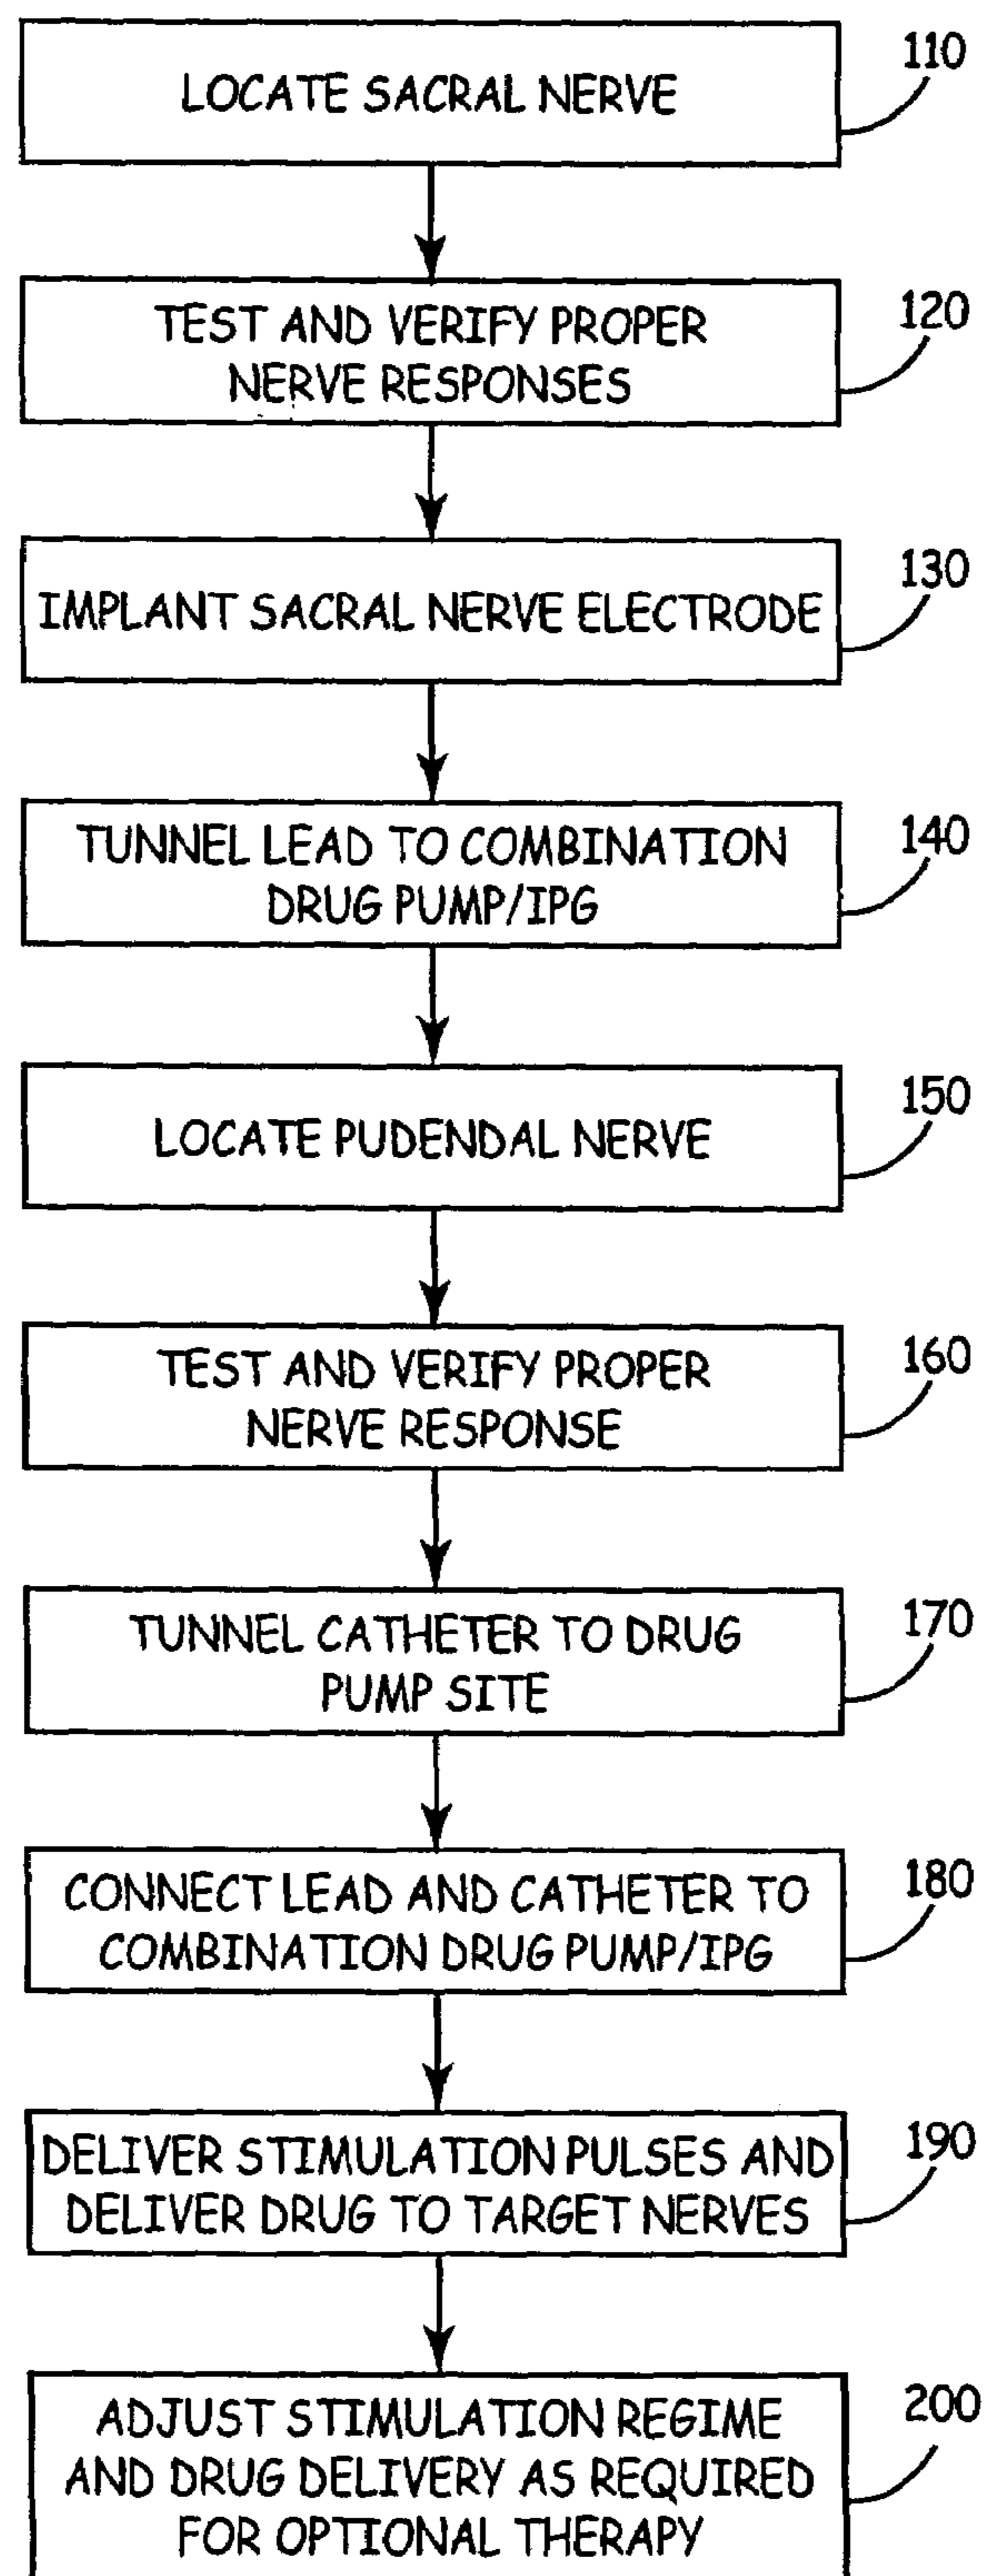 LOCATE SACRAL NERVE
110
TEST AND VERIFY PROPER
NERVE RESPONSES
120
IMPLANT SACRAL NERVE ELECTRODE
130
TUNNEL LEAD TO COMBINATION
DRUG PUMP/IPG
140
LOCATE PUDENDAL NERVE
150
TEST AND VERIFY PROPER
NERVE RESPONSE
160
TUNNEL CATHETER TO DRUG
PUMP SITE
170
CONNECT LEAD AND CATHETER TO
COMBINATION DRUG PUMP/IPG
180
DELIVER STIMULATION PULSES AND
DELIVER DRUG TO TARGET NERVES
190
ADJUST STIMULATION REGIME
AND DRUG DELIVERY AS REQUIRED
FOR OPTIONAL THERAPY
200